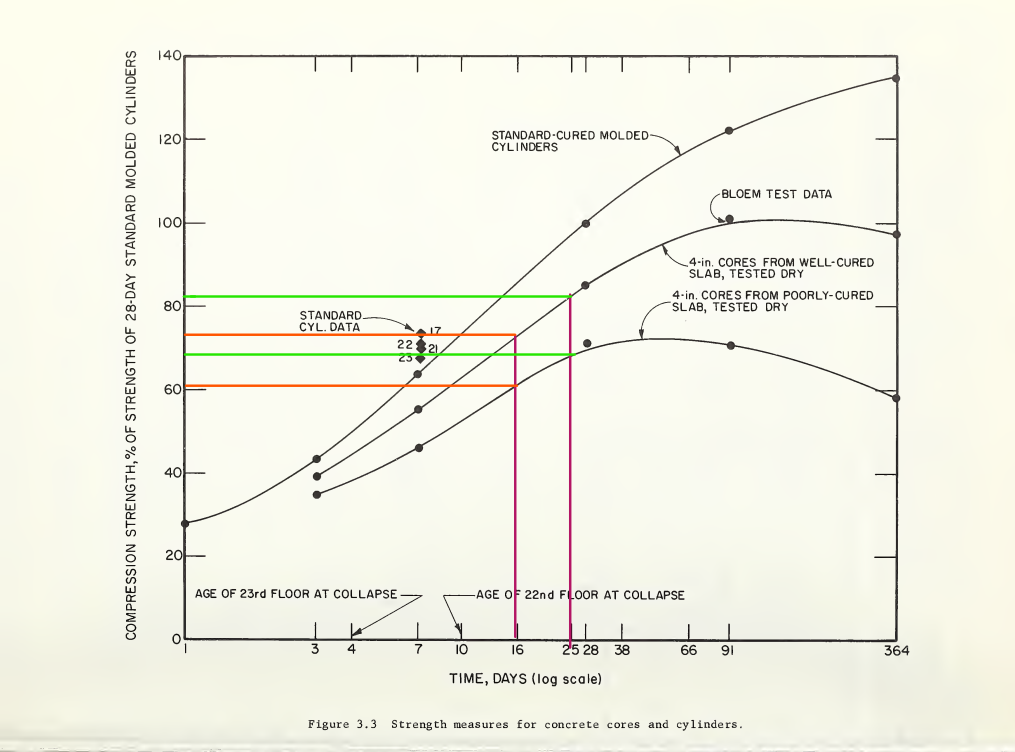 COMPRESSION STRENGTH, % OF STRENGTH OF 28-DAY STANDARD MOLDED CYLINDERS
140
120
100
80
60
40
20
0
STANDARD-CURED MOLDED
CYLINDERS
BLOEM TEST DATA
4-in. CORES FROM WELL-CURED
SLAB, TESTED DRY
4-in. CORES FROM POORLY-CURED
SLAB, TESTED DRY
STANDARD
CYL. DATA
17
22
21
23
AGE OF 23rd FLOOR AT COLLAPSE
AGE OF 22nd FLOOR AT COLLAPSE
1 3 4 7 10 16 25 28 38 66 91 364
TIME, DAYS (log scale)
Figure 3.3 Strength measures for concrete cores and cylinders.